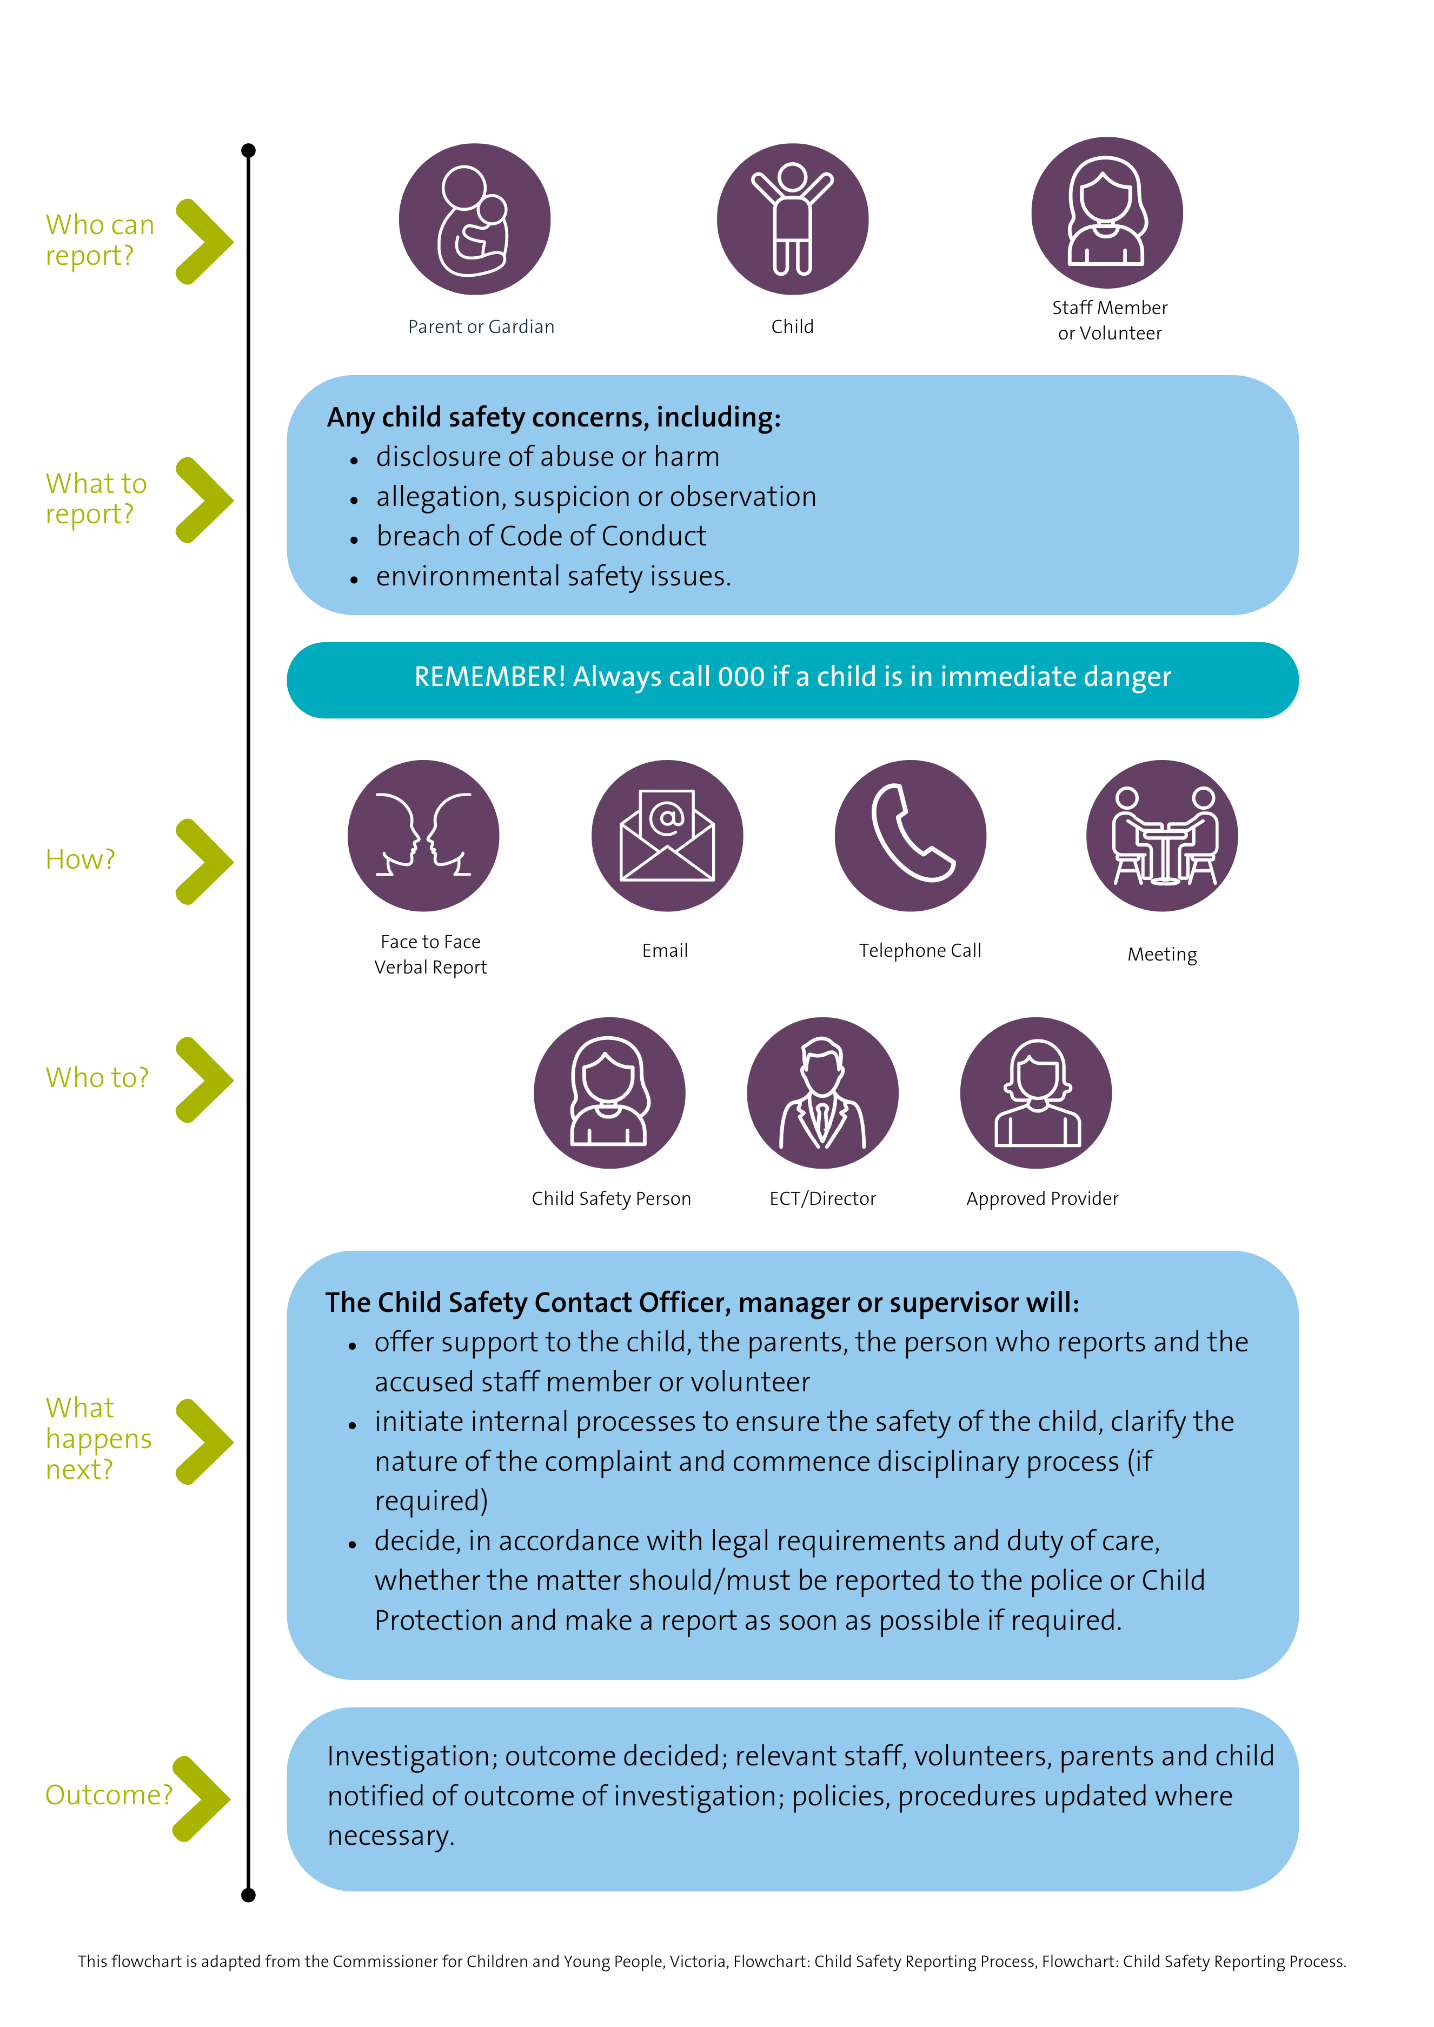 Who can
report?
Parent or Gardian
Child
Staff Member
or Volunteer
What to
report?
Any child safety concerns, including:
• disclosure of abuse or harm
• allegation, suspicion or observation
• breach of Code of Conduct
• environmental safety issues.
REMEMBER! Always call 000 if a child is in immediate danger
How?
Face to Face
Verbal Report
@
Email
Telephone Call
Meeting
Who to?
Child Safety Person
ECT/Director
Approved Provider
What
happens
next?
The Child Safety Contact Officer, manager or supervisor will:
• offer support to the child, the parents, the person who reports and the
accused staff member or volunteer
• initiate internal processes to ensure the safety of the child, clarify the
nature of the complaint and commence disciplinary process (if
required)
• decide, in accordance with legal requirements and duty of care,
whether the matter should/must be reported to the police or Child
Protection and make a report as soon as possible if required.
Outcome?
Investigation; outcome decided; relevant staff, volunteers, parents and child
notified of outcome of investigation; policies, procedures updated where
necessary.
This flowchart is adapted from the Commissioner for Children and Young People, Victoria, Flowchart: Child Safety Reporting Process, Flowchart: Child Safety Reporting Process.